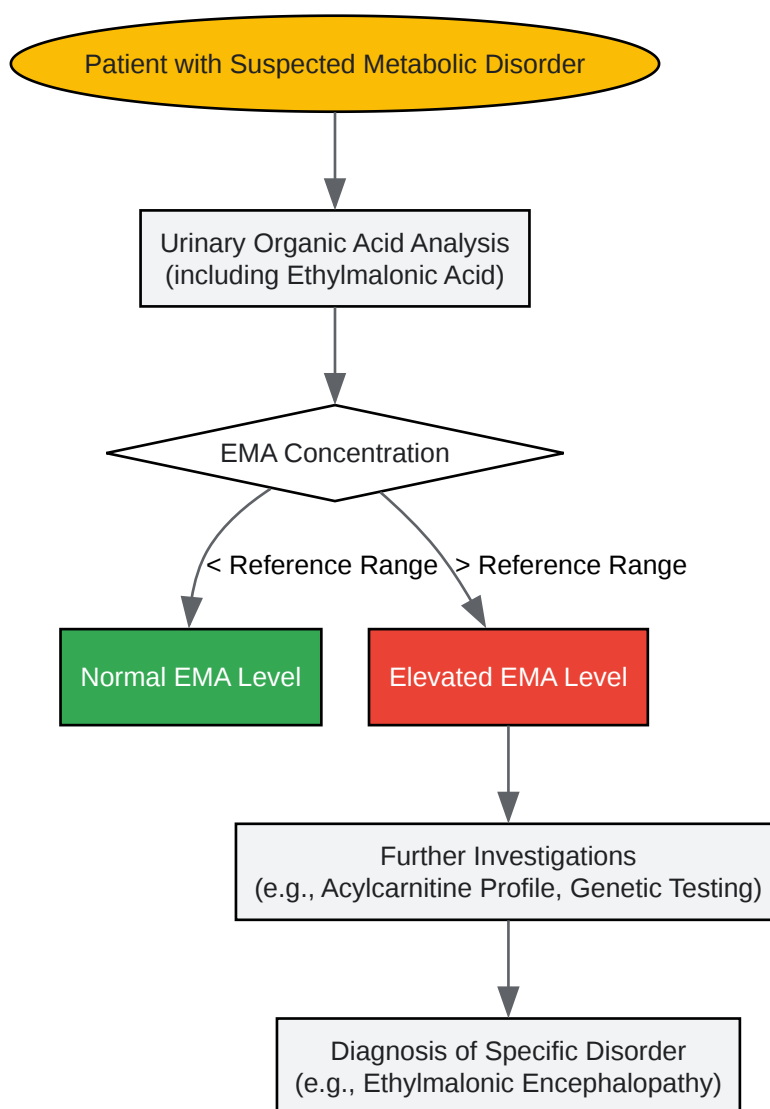 Patient with Suspected Metabolic Disorder
Urinary Organic Acid Analysis
(including Ethylmalonic Acid)
EMA Concentration
< Reference Range
> Reference Range
Normal EMA Level
Elevated EMA Level
Further Investigations
(e.g., Acylcarnitine Profile, Genetic Testing)
Diagnosis of Specific Disorder
(e.g., Ethylmalonic Encephalopathy)